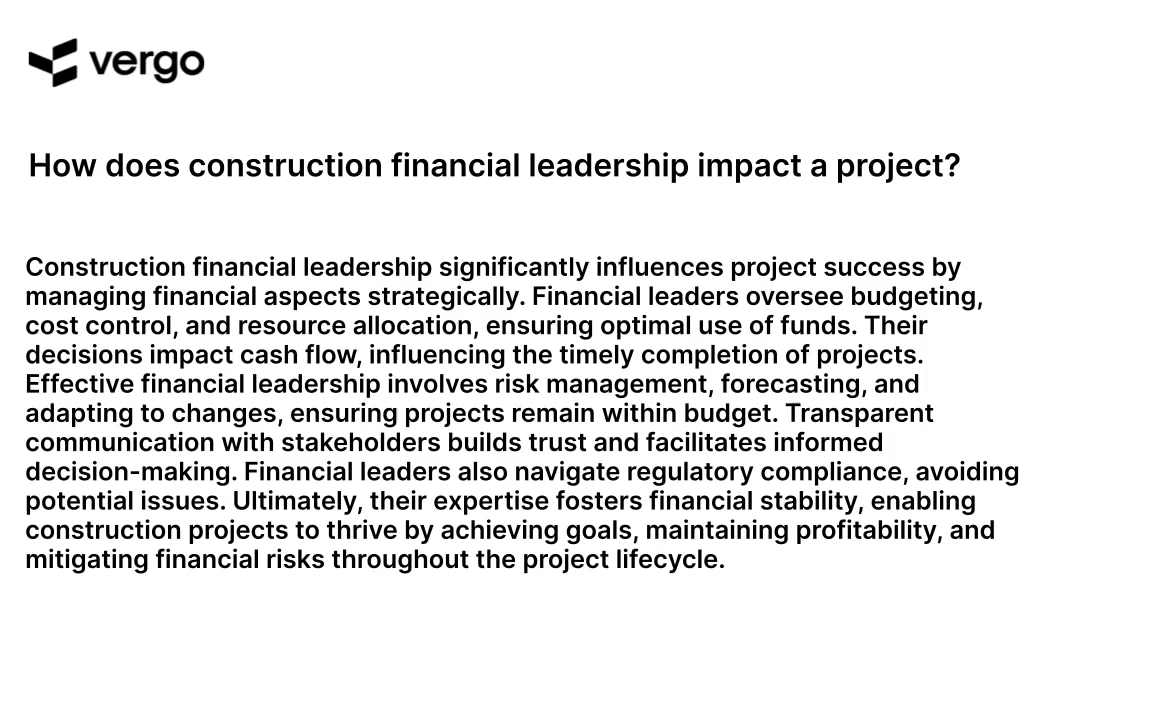 vergo
How does construction financial leadership impact a project?
Construction financial leadership significantly influences project success by
managing financial aspects strategically. Financial leaders oversee budgeting,
cost control, and resource allocation, ensuring optimal use of funds. Their
decisions impact cash flow, influencing the timely completion of projects.
Effective financial leadership involves risk management, forecasting, and
adapting to changes, ensuring projects remain within budget. Transparent
communication with stakeholders builds trust and facilitates informed
decision-making. Financial leaders also navigate regulatory compliance, avoiding
potential issues. Ultimately, their expertise fosters financial stability, enabling
construction projects to thrive by achieving goals, maintaining profitability, and
mitigating financial risks throughout the project lifecycle.